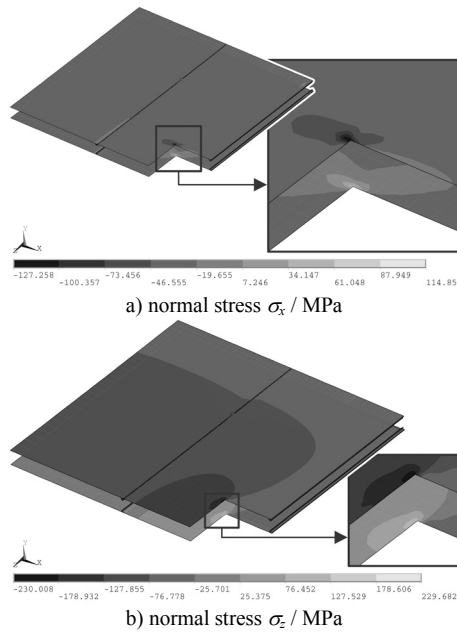 Y
Z X
-127.258 -73.456 -19.655 34.147 87.949
-100.357 -46.555 7.246 61.048 114.85
a) normal stress σx / MPa
Y
Z X
-230.008 -127.855 -25.701 76.452 178.606
-178.932 -76.778 25.375 127.529 229.682
b) normal stress σz / MPa